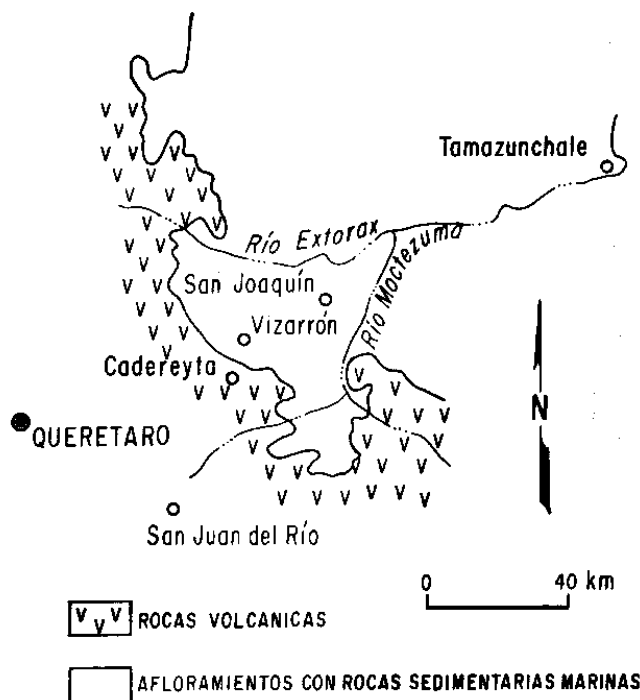 Tamazunchale
Río Extorax
San Joaquín
Río Moctezuma
Vizarrón
Cadereyta
N
QUERETARO
San Juan del Río
0 40 km
V V V ROCAS VOLCANICAS
AFLORAMIENTOS CON ROCAS SEDIMENTARIAS MARINAS